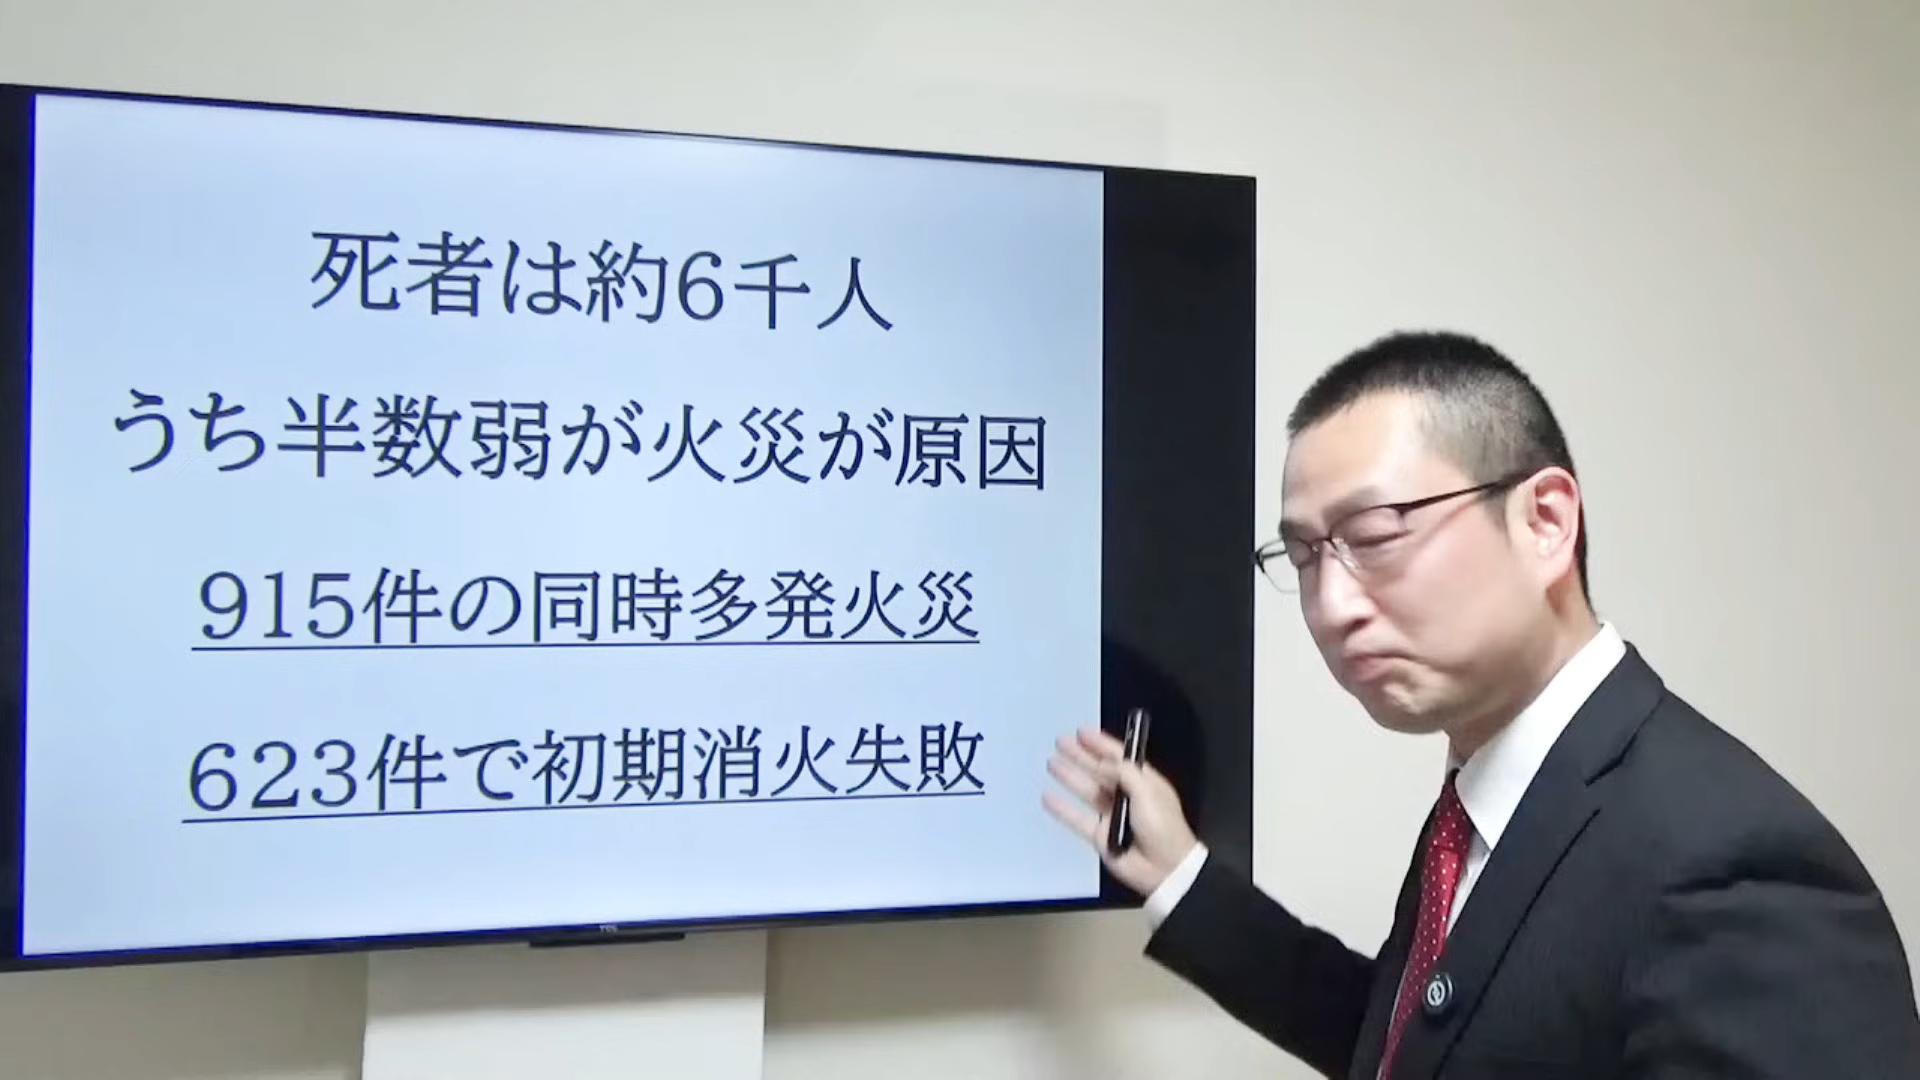 死者は約6千人
うち半数弱が火災が原因
915件の同時多発火災
623件で初期消火失敗